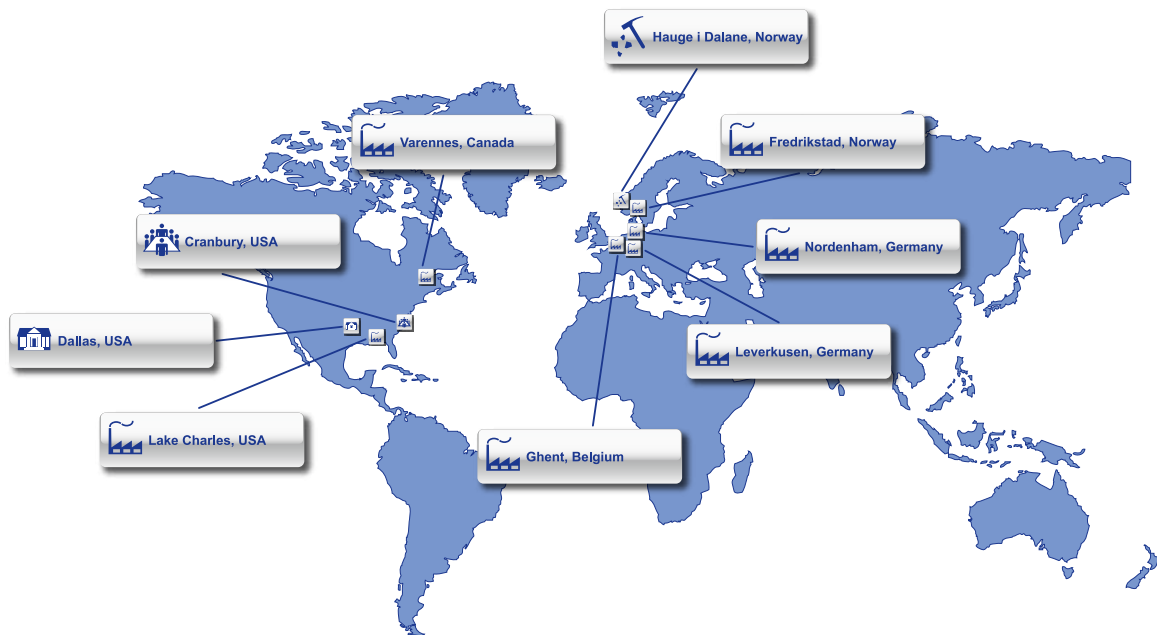 Hauge i Dalane, Norway
Varennes, Canada
Fredrikstad, Norway
Cranbury, USA
Nordenham, Germany
Dallas, USA
Leverkusen, Germany
Lake Charles, USA
Ghent, Belgium